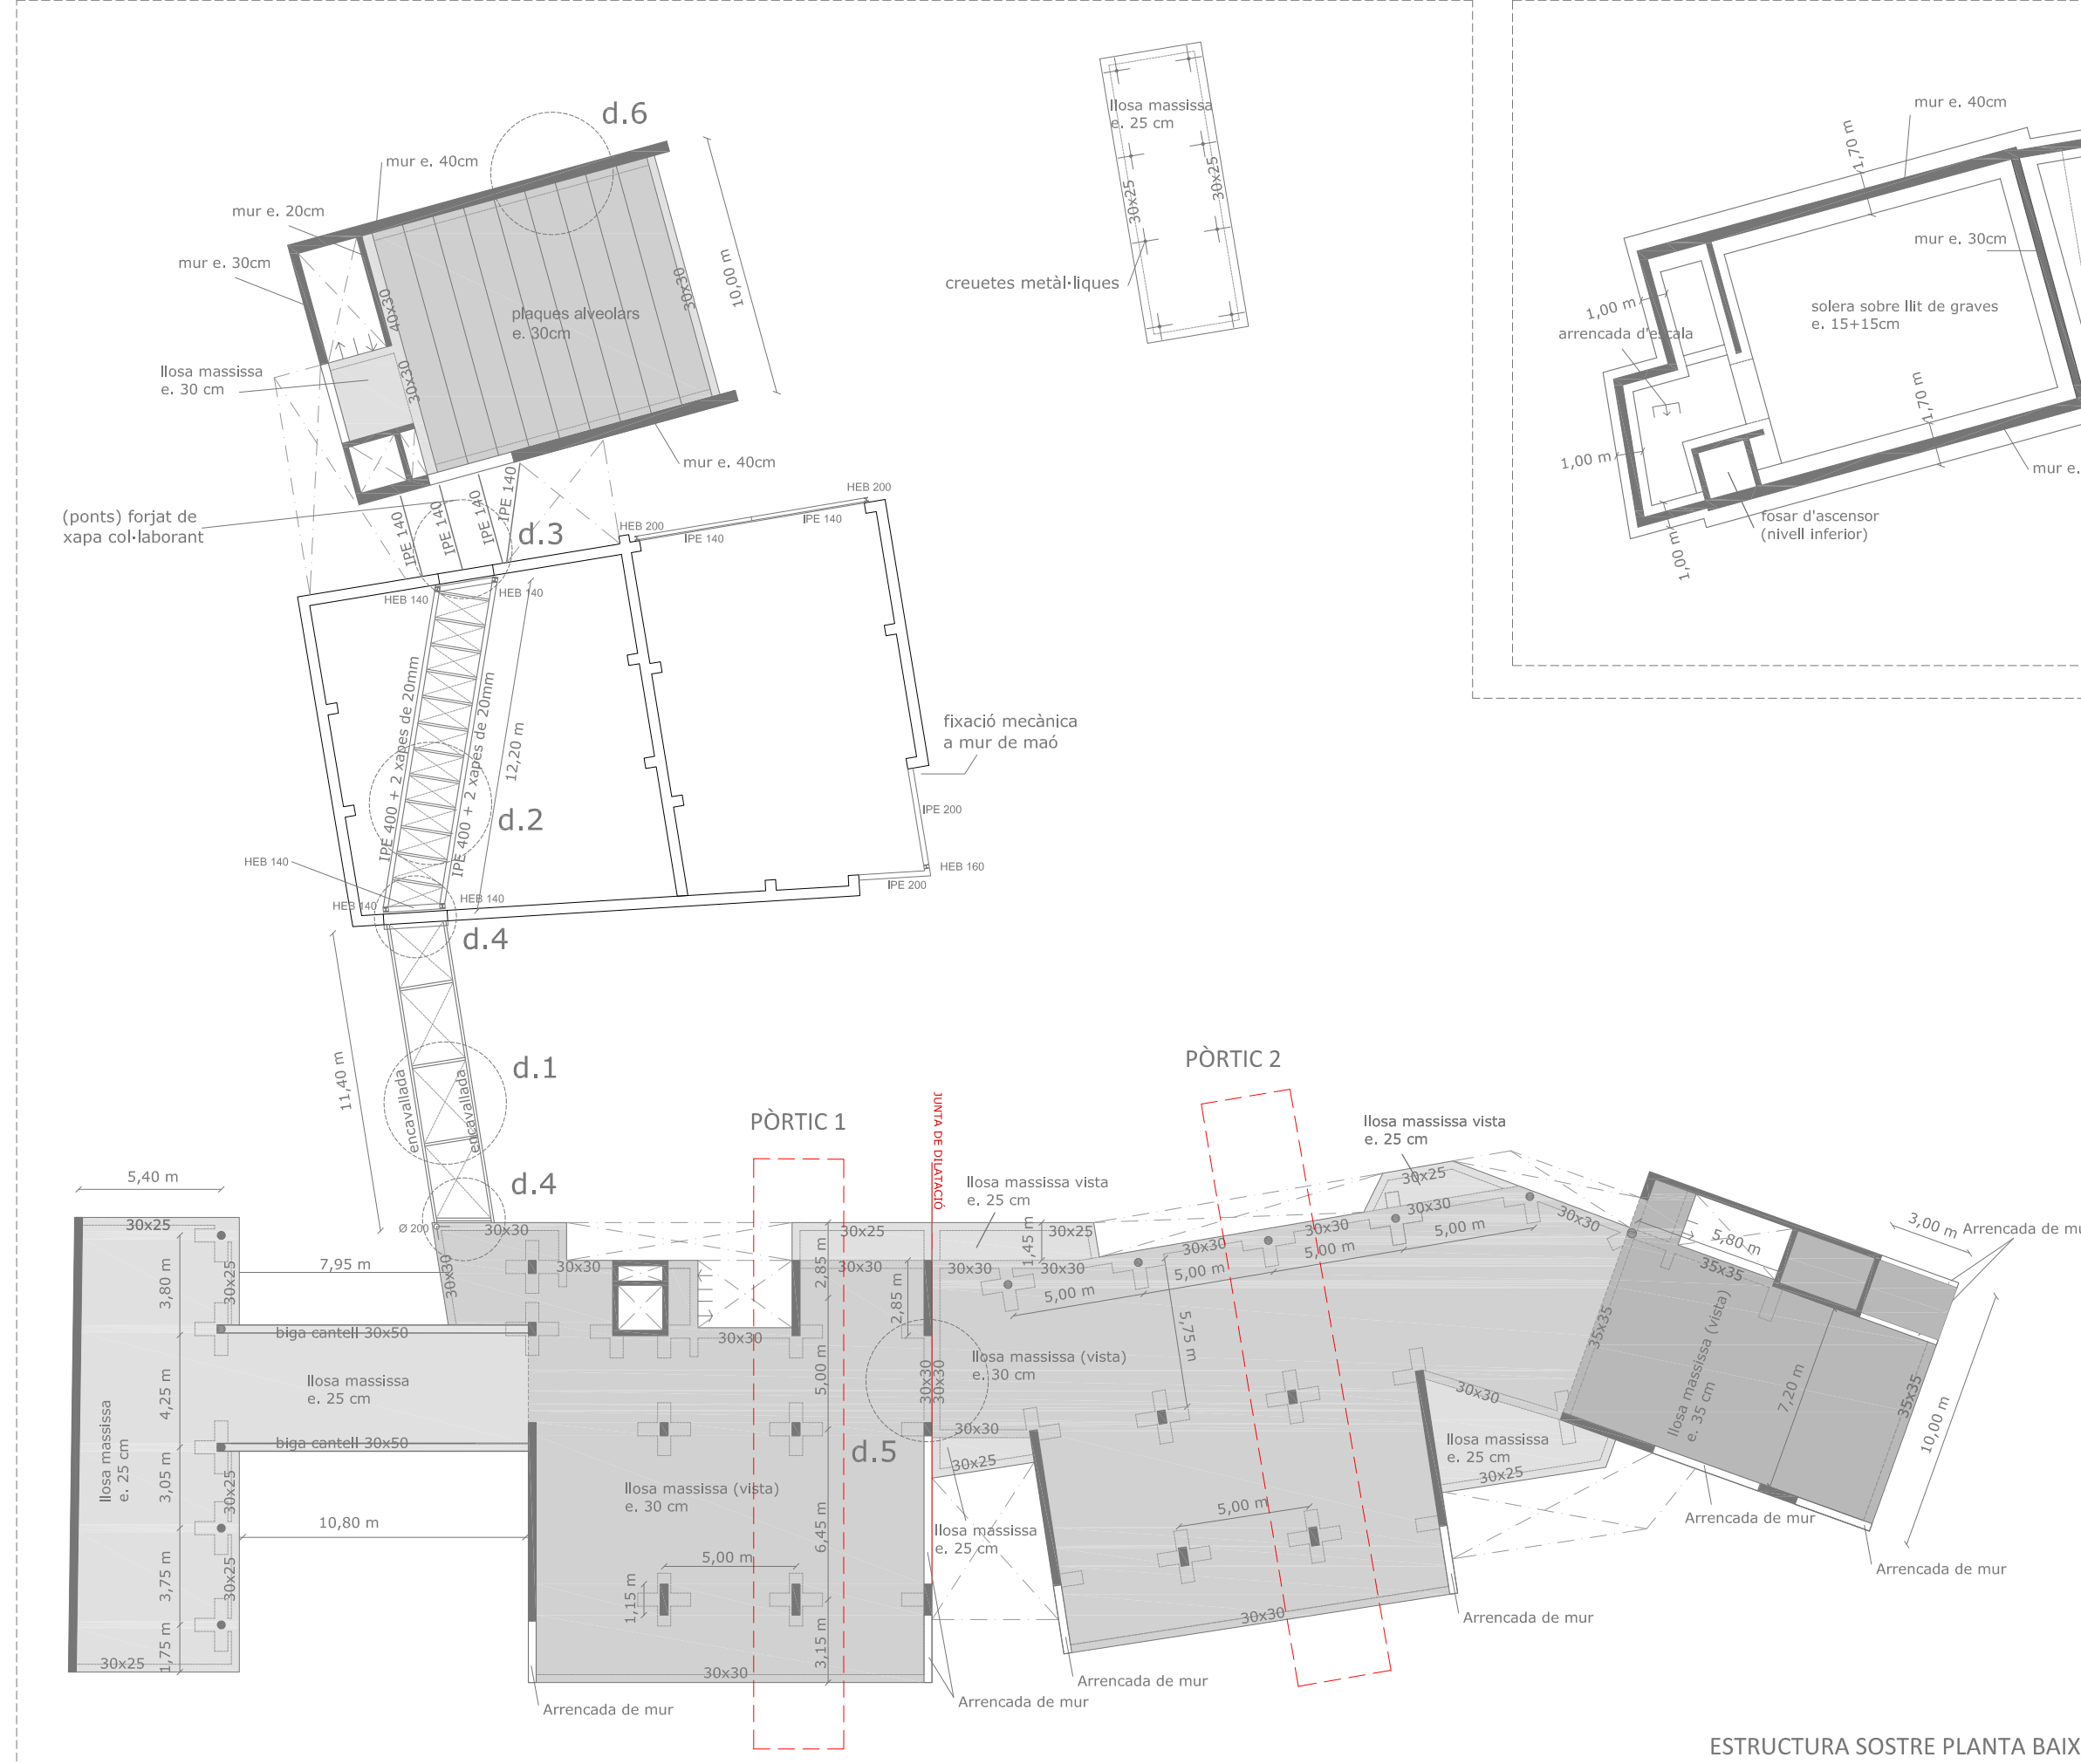 d.6
mur e. 40cm
mur e. 20cm
mur e. 30cm
10,00 m
40x30
30x30
30x30
plaques alveolars
e. 30cm
llosa massissa
e. 30 cm
mur e. 40cm
(ponts) forjat de
xapa col·laborant
IPE 140
IPE 140
IPE 140
IPE 140
d.3
HEB 200
HEB 200
IPE 140
IPE 140
HEB 140
HEB 140
llosa massissa
e. 25 cm
30x25
30x25
creuetes metàl·liques
mur e. 40cm
1,70 m
mur e. 30cm
1,00 m
solera sobre llit de graves
e. 15+15cm
arrencada d'escala
1,70 m
1,00 m
mur e.
fosar d'ascensor
(nivell inferior)
1,00 m
IPE 400 + 2 xapes de 20mm
IPE 400 + 2 xapes de 20mm
12,20 m
fixació mecànica
a mur de maó
d.2
IPE 200
HEB 140
HEB 160
IPE 200
HEB 140
HEB 140
d.4
11,40 m
d.1
encavallada
encavallada
d.4
Ø 200
PÒRTIC 1
PÒRTIC 2
JUNTA DE DILATACIÓ
llosa massissa vista
e. 25 cm
llosa massissa vista
e. 25 cm
5,40 m
30x25
3,80 m
30x25
7,95 m
30x30
30x30
30x30
30x25
2,85 m
30x30
2,85 m
30x30
1,45 m
30x25
30x30
30x30
5,00 m
5,00 m
30x30
5,00 m
30x25
30x30
5,00 m
30x30
5,80 m
3,00 m
Arrencada de mu
35x35
biga cantell 30x50
4,25 m
llosa massissa
e. 25 cm
biga cantell 30x50
30x30
5,00 m
5,75 m
llosa massissa (vista)
e. 30 cm
30x30
30x30
35x35
llosa massissa (vista)
e. 35 cm
7,20 m
35x35
10,00 m
30x30
30x30
d.5
30x25
llosa massissa
e. 25 cm
30x25
llosa massissa
e. 25 cm
3,05 m
30x25
llosa massissa (vista)
e. 30 cm
6,45 m
llosa massissa
e. 25 cm
5,00 m
10,80 m
Arrencada de mur
3,75 m
30x25
5,00 m
1,15 m
Arrencada de mur
30x30
Arrencada de mur
1,75 m
3,15 m
30x25
30x30
Arrencada de mur
Arrencada de mur
Arrencada de mur
ESTRUCTURA SOSTRE PLANTA BAIX